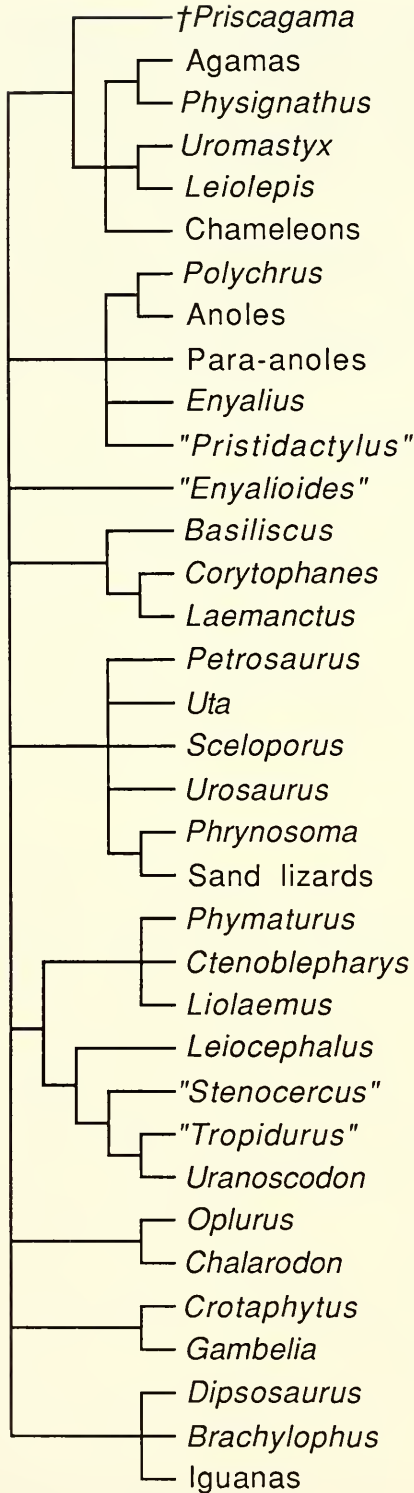 †Priscagama
Agamas
Physignathus
Uromastyx
Leiolepis
Chameleons
Polychrus
Anoles
Para-anoles
Enyalius
"Pristidactylus"
"Enyalioides"
Basiliscus
Corytophanes
Laemanctus
Petrosaurus
Uta
Sceloporus
Urosaurus
Phrynosoma
Sand lizards
Phymaturus
Ctenoblepharys
Liolaemus
Leiocephalus
"Stenocercus"
"Tropidurus"
Uranoscodon
Oplurus
Chalarodon
Crotaphytus
Gambelia
Dipsosaurus
Brachylophus
Iguanas